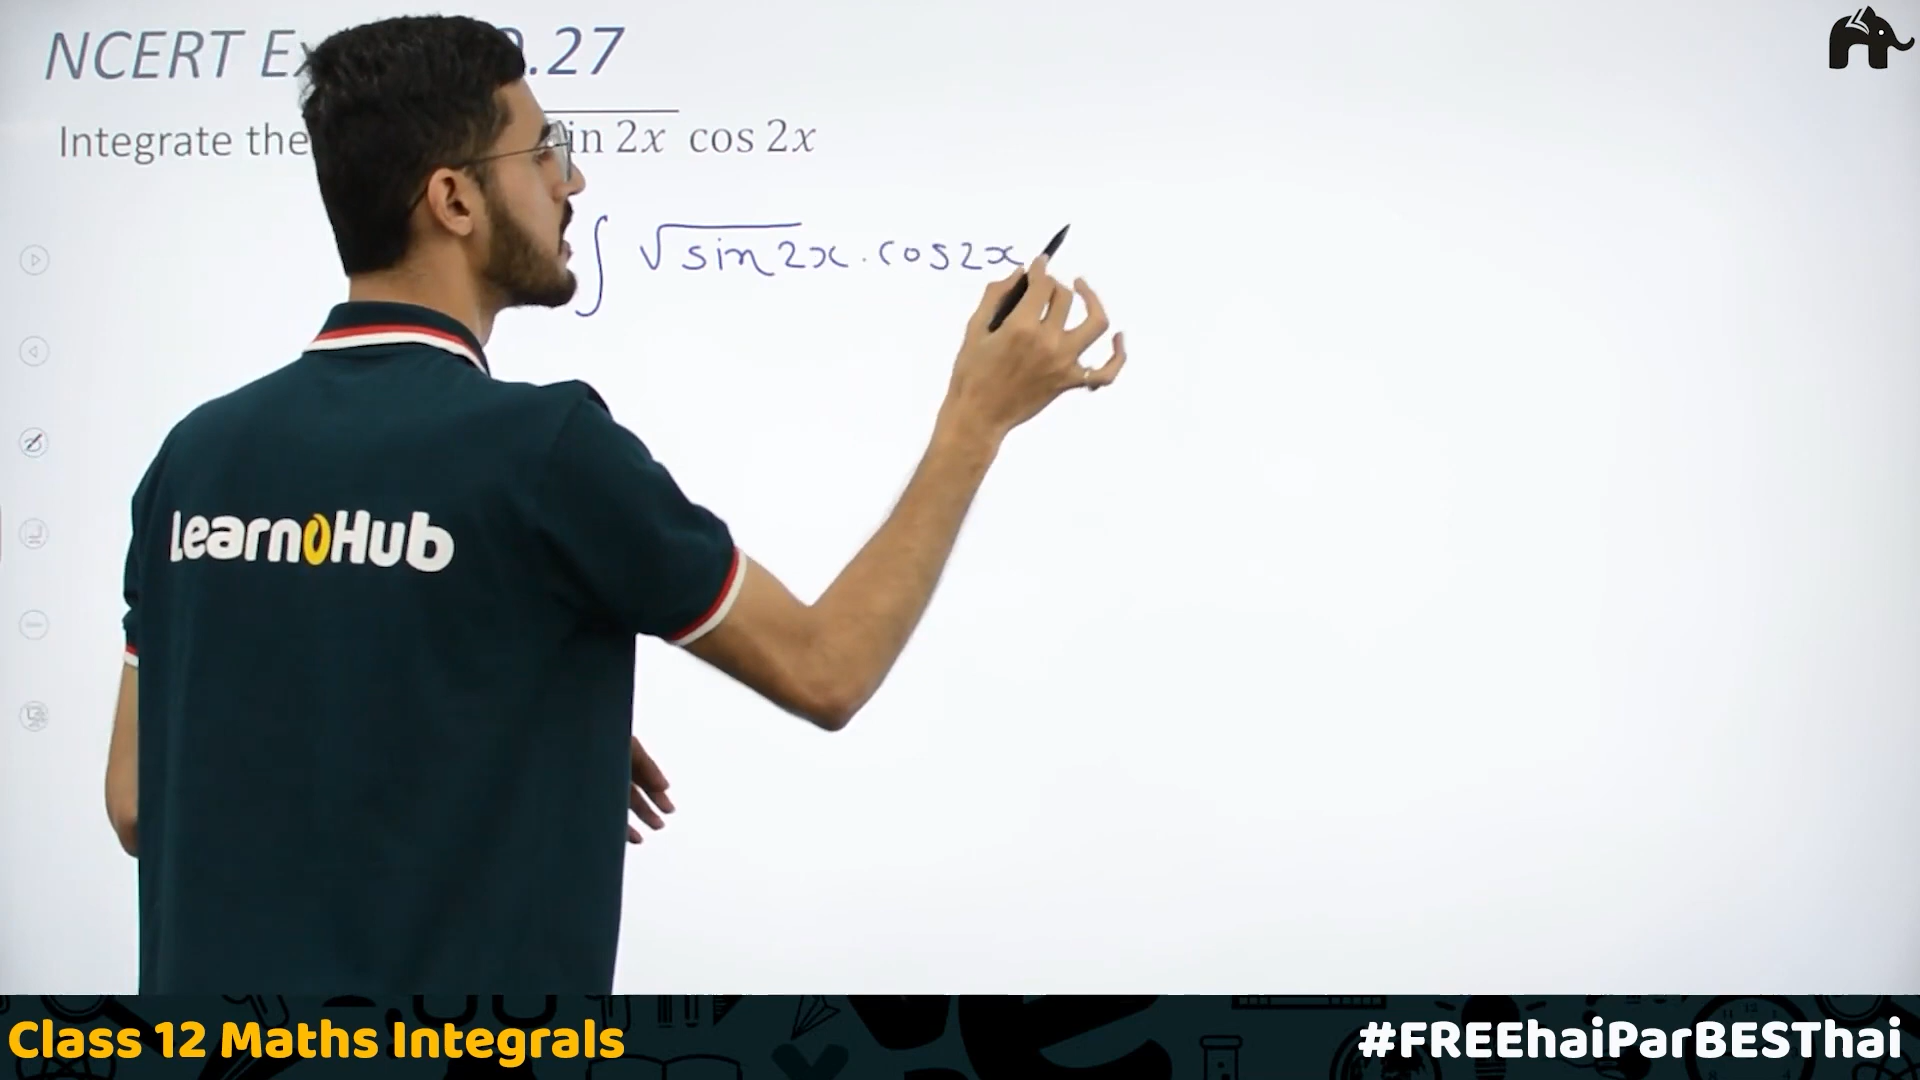 NCERT Ex .27
Integrate the in 2x cos 2x
∫ √sin 2x . cos 2x
LearnoHub
Class 12 Maths Integrals
#FREEhaiParBESThai